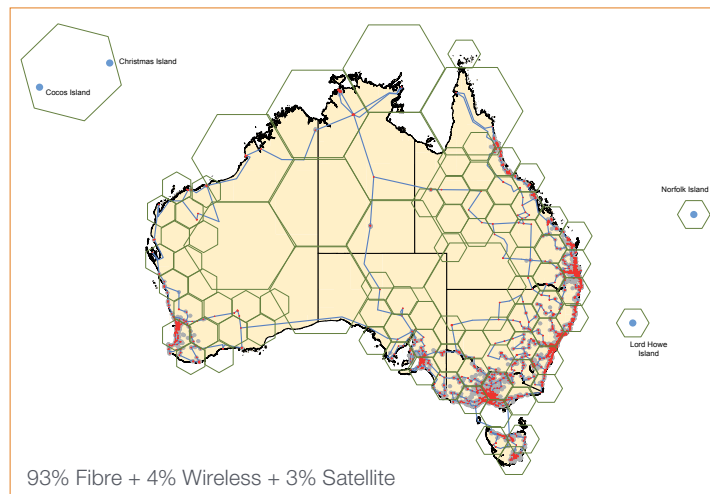 Christmas Island
Cocos Island
Norfolk Island
Lord Howe
Island
93% Fibre + 4% Wireless + 3% Satellite